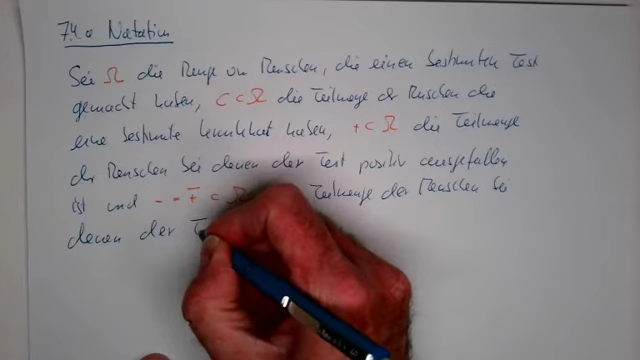 7.4.a Notation
Sei Ω die Menge von Menschen, die einen bestimmten Test
gemacht haben, C ⊂ Ω die Teilmenge der Menschen die
eine bestimmte Krankheit haben, + ⊂ Ω die Teilmenge
der Menschen bei denen der Test positiv ausgefallen
ist und - = +̅ ⊂ Ω Teilmenge der Menschen bei
denen der T